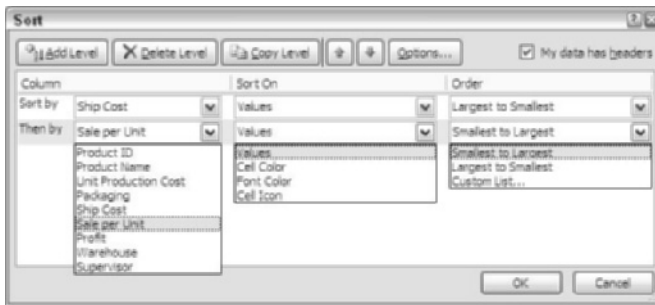 Sort
Add Level Delete Level Copy Level Options... My data has headers
Column Sort On Order
Sort by Ship Cost Values Largest to Smallest
Then by Sale per Unit Values Smallest to Largest
Product ID Values Smallest to Largest
Product Name Cell Color Largest to Smallest
Unit Production Cost Font Color Custom List...
Packaging Cell Icon
Ship Cost
Sale per Unit
Profit
Warehouse
Supervisor
OK Cancel